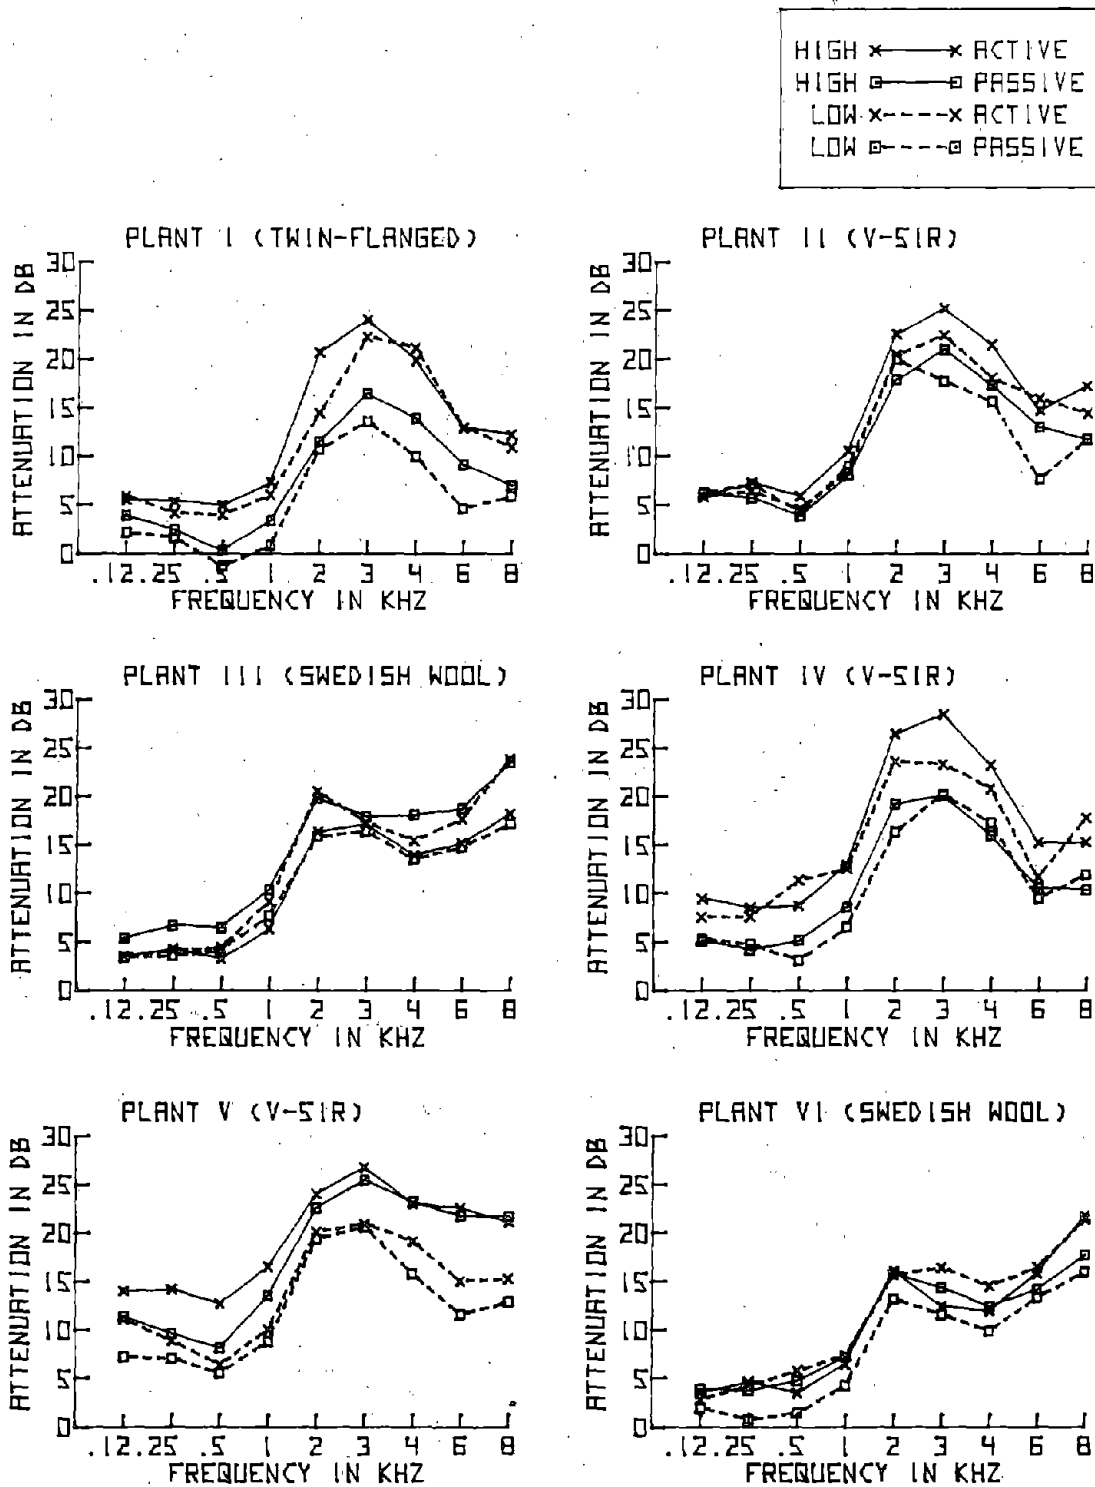 HIGH ACTIVE
HIGH PASSIVE
LOW ACTIVE
LOW PASSIVE
PLANT I (TWIN-FLANGED)
ATTENUATION IN DB
30
25
20
15
10
5
0
.12 .25 .5 1 2 3 4 6 8
FREQUENCY IN KHZ
PLANT II (V-51R)
ATTENUATION IN DB
30
25
20
15
10
5
0
.12 .25 .5 1 2 3 4 6 8
FREQUENCY IN KHZ
PLANT III (SWEDISH WOOL)
ATTENUATION IN DB
30
25
20
15
10
5
0
.12 .25 .5 1 2 3 4 6 8
FREQUENCY IN KHZ
PLANT IV (V-51R)
ATTENUATION IN DB
30
25
20
15
10
5
0
.12 .25 .5 1 2 3 4 6 8
FREQUENCY IN KHZ
PLANT V (V-51R)
ATTENUATION IN DB
30
25
20
15
10
5
0
.12 .25 .5 1 2 3 4 6 8
FREQUENCY IN KHZ
PLANT VI (SWEDISH WOOL)
ATTENUATION IN DB
30
25
20
15
10
5
0
.12 .25 .5 1 2 3 4 6 8
FREQUENCY IN KHZ